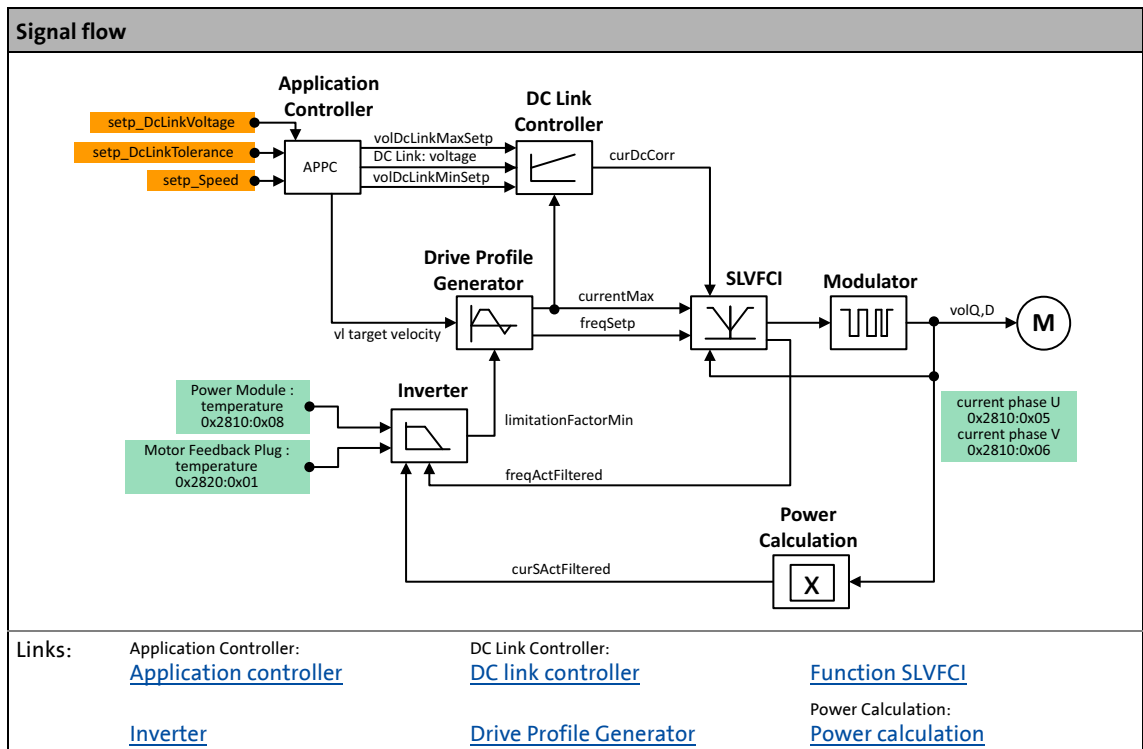 Signal flow
Application
Controller
DC Link
Controller
setp_DcLinkVoltage
setp_DcLinkTolerance
setp_Speed
APPC
volDcLinkMaxSetp
DC Link: voltage
volDcLinkMinSetp
curDcCorr
Drive Profile
Generator
SLVFCI
Modulator
currentMax
freqSetp
vl target velocity
volQ,D
M
Power Module :
temperature
0x2810:0x08
Inverter
limitationFactorMin
Motor Feedback Plug :
temperature
0x2820:0x01
freqActFiltered
current phase U
0x2810:0x05
current phase V
0x2810:0x06
Power
Calculation
curSActFiltered
X
Links:
Application Controller:
Application controller
DC Link Controller:
DC link controller
Function SLVFCI
Inverter
Drive Profile Generator
Power Calculation:
Power calculation